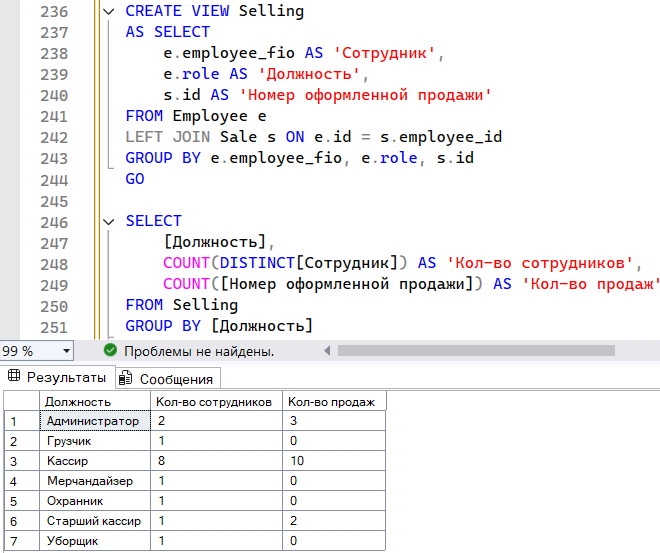 236 CREATE VIEW Selling
237 AS SELECT
238 e.employee_fio AS 'Сотрудник',
239 e.role AS 'Должность',
240 s.id AS 'Номер оформленной продажи'
241 FROM Employee e
242 LEFT JOIN Sale s ON e.id = s.employee_id
243 GROUP BY e.employee_fio, e.role, s.id
244 GO
245
246 SELECT
247 [Должность],
248 COUNT(DISTINCT[Сотрудник]) AS 'Кол-во сотрудников',
249 COUNT([Номер оформленной продажи]) AS 'Кол-во продаж'
250 FROM Selling
251 GROUP BY [Должность]
99 % Проблемы не найдены.
Результаты Сообщения
Должность Кол-во сотрудников Кол-во продаж
1 Администратор 2 3
2 Грузчик 1 0
3 Кассир 8 10
4 Мерчандайзер 1 0
5 Охранник 1 0
6 Старший кассир 1 2
7 Уборщик 1 0